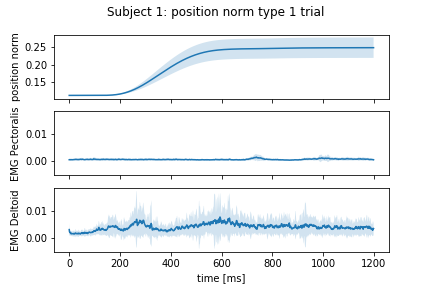 Subject 1: position norm type 1 trial
position norm
0.25
0.20
0.15
EMG Pectoralis
0.01
0.00
EMG Deltoid
0.01
0.00
0 200 400 600 800 1000 1200
time [ms]